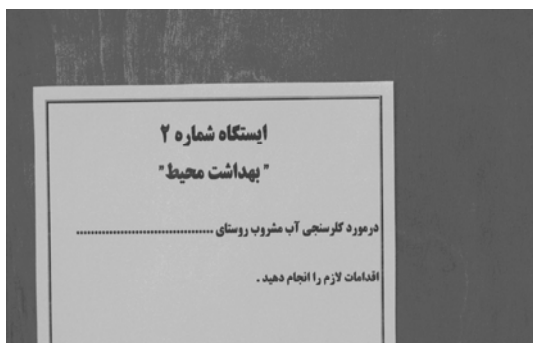 ایستگاه شماره ۲
"بهداشت محیط"
درمورد کلرسنجی آب مشروب روستای ......................................
اقدامات لازم را انجام دهید .